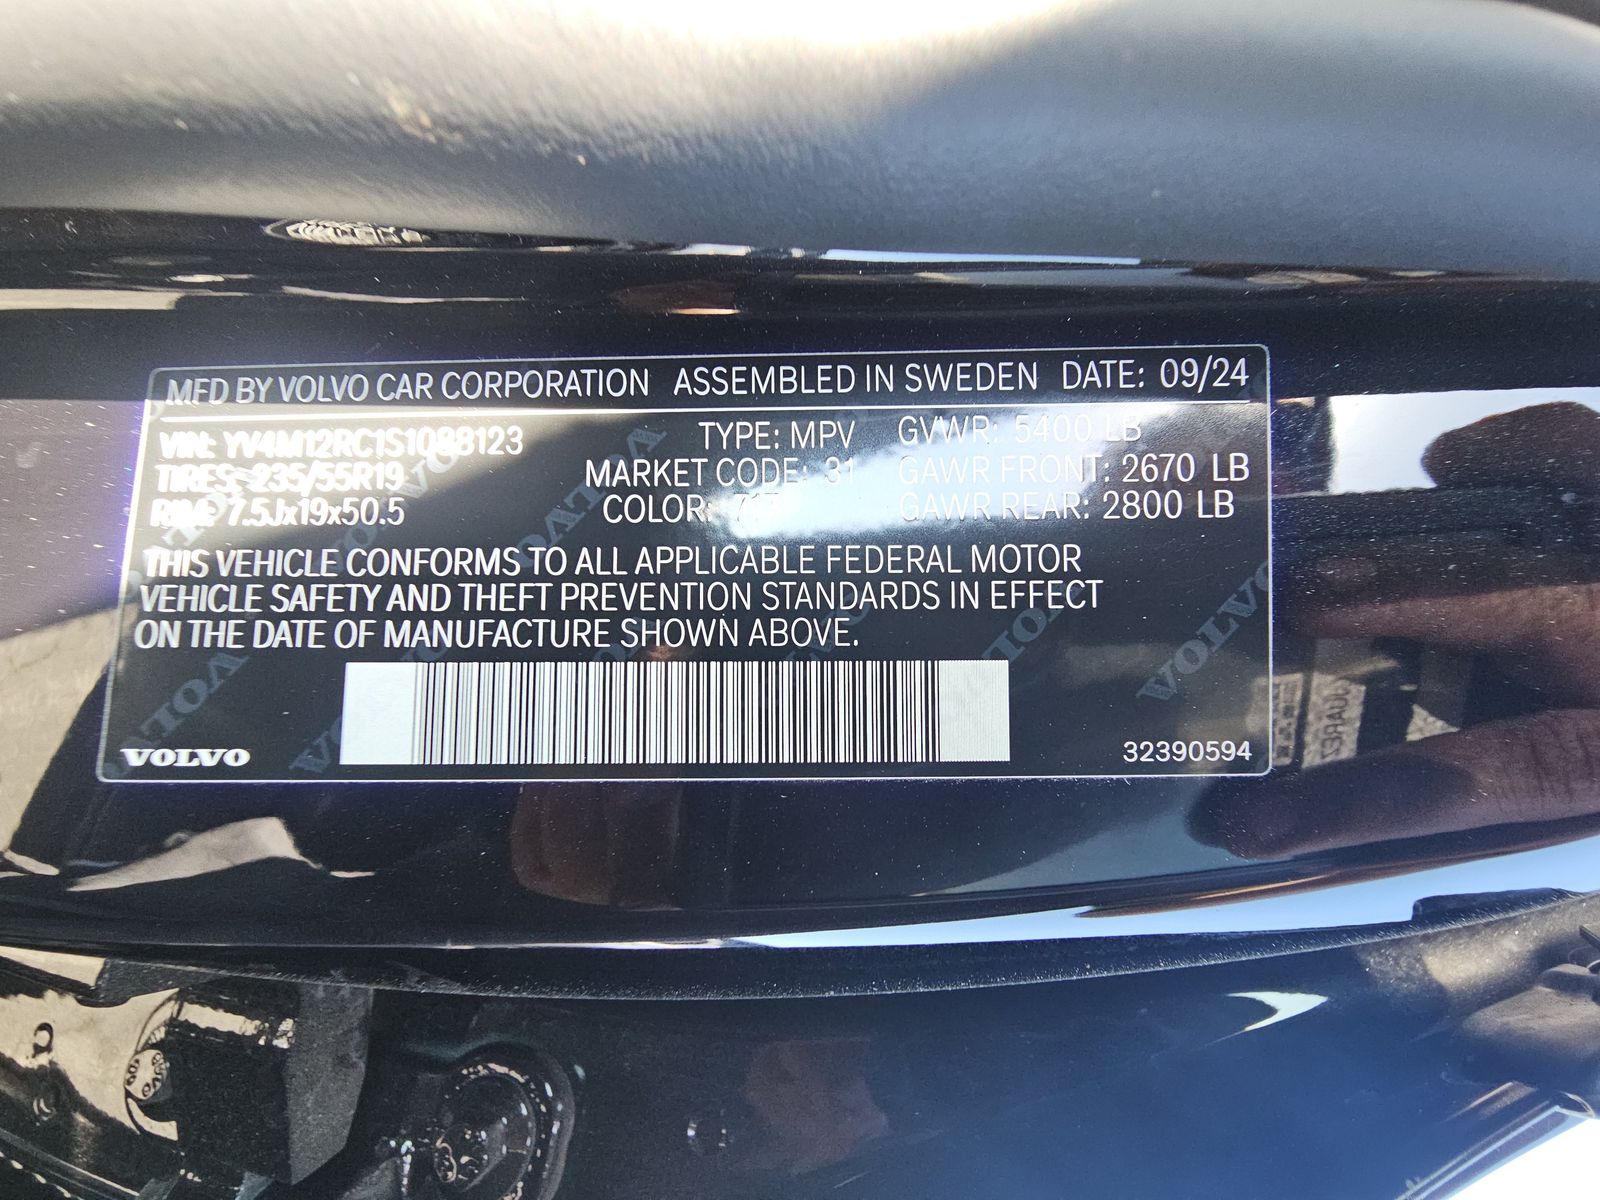 MFD BY VOLVO CAR CORPORATION ASSEMBLED IN SWEDEN DATE: 09/24
VIN: YV4M12RC1S1088123 TYPE: MPV GVWR: 5400 LB
TIRES 235/55R19 MARKET CODE: 31 GAWR FRONT: 2670 LB
RIM: 7.5Jx19x50.5 COLOR: GAWR REAR: 2800 LB
THIS VEHICLE CONFORMS TO ALL APPLICABLE FEDERAL MOTOR
VEHICLE SAFETY AND THEFT PREVENTION STANDARDS IN EFFECT
ON THE DATE OF MANUFACTURE SHOWN ABOVE.
VOLVO 32390594